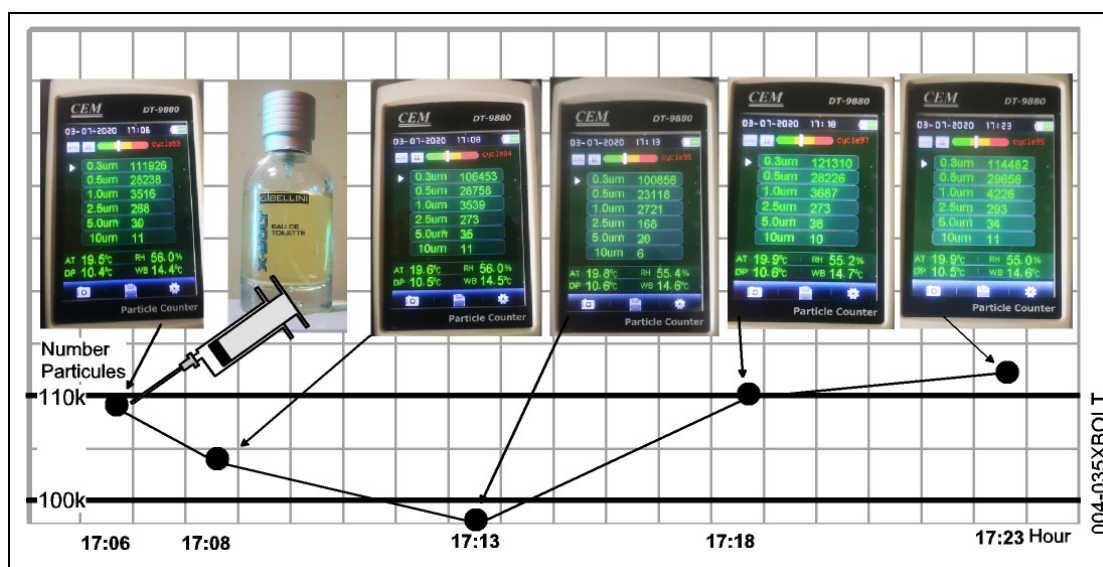 CEM DT-9880
03-07-2020 17:06
cycle83
0.3um 111926
0.5um 28238
1.0um 3516
2.5um 268
5.0um 30
10um 11
AT 19.5°C RH 56.0%
DP 10.4°C WB 14.4°C
Particle Counter
GIBELLINI
X-BOLT
EAU DE
TOILETTE
CEM DT-9880
03-07-2020 17:08
cycle84
0.3um 106453
0.5um 28758
1.0um 3539
2.5um 273
5.0um 35
10um 11
AT 19.6°C RH 56.0%
DP 10.5°C WB 14.5°C
Particle Counter
CEM DT-9880
03-07-2020 17:13
cycle95
0.3um 100856
0.5um 23118
1.0um 2721
2.5um 168
5.0um 20
10um 6
AT 19.8°C RH 55.4%
DP 10.6°C WB 14.6°C
Particle Counter
CEM DT-9880
03-07-2020 17:18
cycle97
0.3um 121310
0.5um 28226
1.0um 3687
2.5um 273
5.0um 38
10um 10
AT 19.9°C RH 55.2%
DP 10.6°C WB 14.7°C
Particle Counter
CEM DT-9880
03-07-2020 17:23
0.3um 114482
0.5um 29656
1.0um 4226
2.5um 293
5.0um 34
10um 11
AT 19.9°C RH 55.0%
DP 10.5°C WB 14.6°C
Particle Counter
Number
Particules
110k
100k
17:06 17:08 17:13 17:18 17:23 Hour
004-035XBOLT